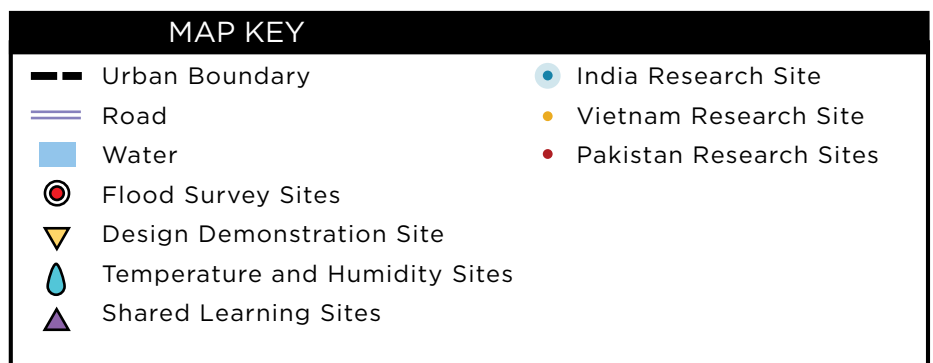 MAP KEY
Urban Boundary
Road
Water
Flood Survey Sites
Design Demonstration Site
Temperature and Humidity Sites
Shared Learning Sites
India Research Site
Vietnam Research Site
Pakistan Research Sites